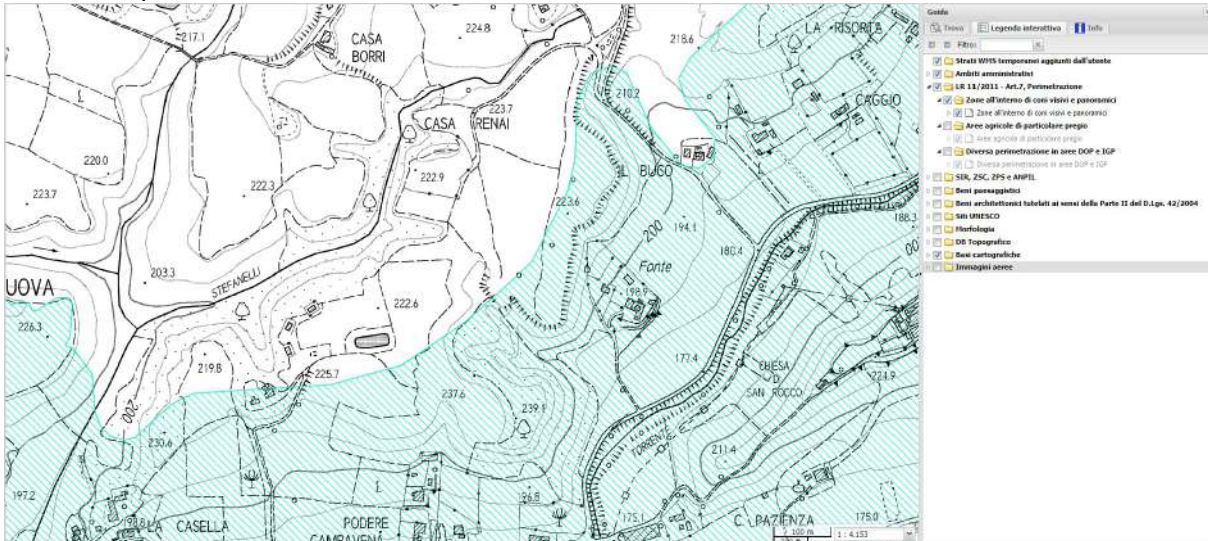 Guida
Trova
Legenda interattivo
Info
Filtro:
Strati WMS temporanei aggiunti dall'utente
Ambiti amministrativi
LR 11/2011 - Art.7, Perimetrazione
Zone all'interno di coni visivi e panoramici
Zone all'interno di coni visivi e panoramici
Aree agricole di particolare pregio
Aree agricole di particolare pregio
Diversa perimetrazione in aree DOP e IGP
Diversa perimetrazione in aree DOP e IGP
SIR, ZSC, ZPS e ANPIL
Beni paesaggistici
Beni architettonici tutelati ai sensi della Parte II del D.Lgs. 42/2004
Siti UNESCO
Morfologia
DB Topografico
Basi cartografiche
Immagini aeree
217.1
224.8
218.6
LA RISORTA
CASA
BORRI
210.2
223.7
CAGGIO
CASA RENAI
220.0
222.9
IL BUCO
223.7
222.3
223.6
200
194.1
188.3
180.4
203.3
Fonte
STEFANELLI
198.9
UOVA
222.6
226.3
177.4
219.8
225.7
CHIESA
DI
SAN ROCCO
224.9
237.6
239.1
200
230.6
TORRENTE
211.4
197.2
196.8
198.8
LA CASELLA
PODERE
CAMPAVENA
175.1
C. PAZIENZA
175.0
100 m
1 : 4.153